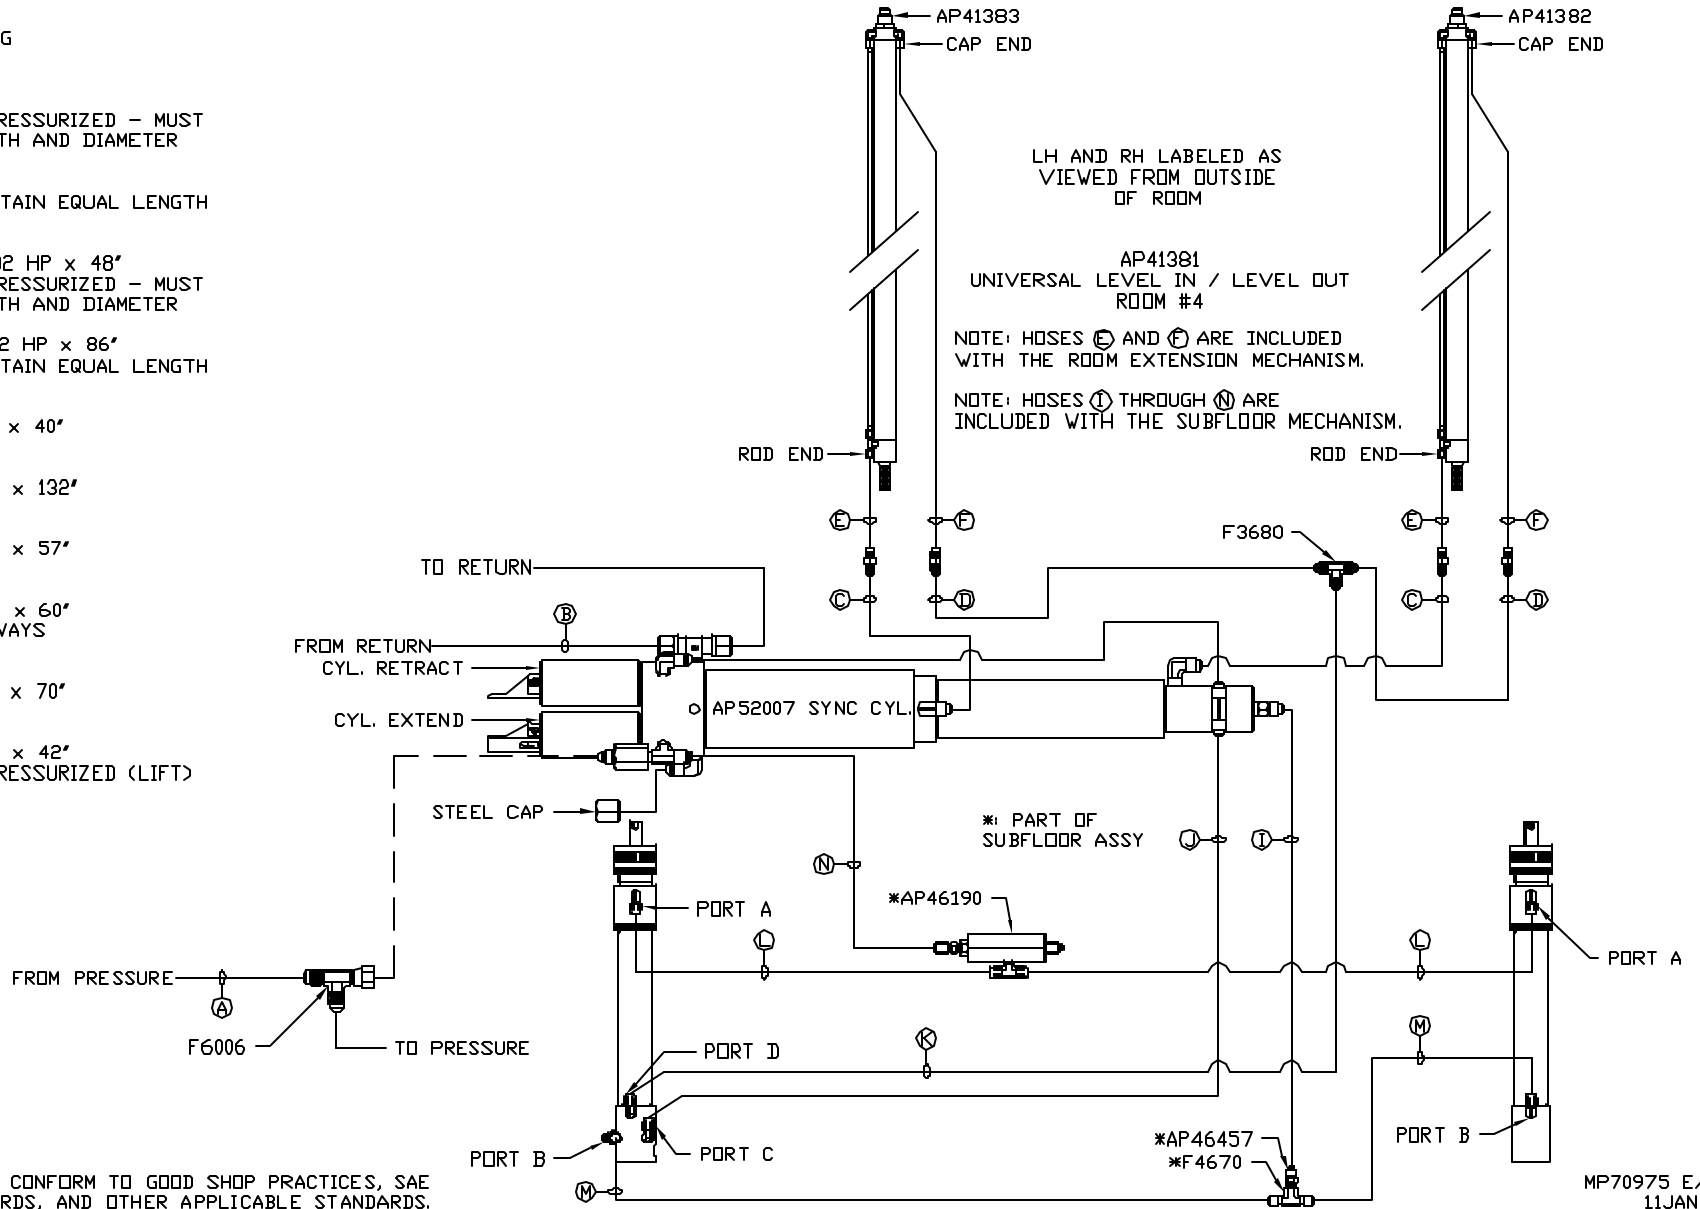 G
RESSURIZED - MUST
TH AND DIAMETER
TAIN EQUAL LENGTH
02 HP x 48"
RESSURIZED - MUST
TH AND DIAMETER
2 HP x 86"
TAIN EQUAL LENGTH
x 40"
x 132"
x 57"
x 60"
WAYS
x 70"
x 42"
RESSURIZED (LIFT)
CONFORM TO GOOD SHOP PRACTICES, SAE
RDS, AND OTHER APPLICABLE STANDARDS.
AP41383
CAP END
AP41382
CAP END
LH AND RH LABELED AS
VIEWED FROM OUTSIDE
OF ROOM
AP41381
UNIVERSAL LEVEL IN / LEVEL OUT
ROOM #4
NOTE: HOSES E AND F ARE INCLUDED
WITH THE ROOM EXTENSION MECHANISM.
NOTE: HOSES I THROUGH N ARE
INCLUDED WITH THE SUBFLOOR MECHANISM.
ROD END
ROD END
E
F
E
F
F3680
C
D
C
D
TO RETURN
B
FROM RETURN
CYL. RETRACT
CYL. EXTEND
AP52007 SYNC CYL.
STEEL CAP
*: PART OF
SUBFLOOR ASSY
J
I
N
*AP46190
PORT A
L
L
PORT A
FROM PRESSURE
A
F6006
TO PRESSURE
K
M
PORT D
PORT B
PORT C
PORT B
*AP46457
*F4670
M
MP70975 E/
11JAN